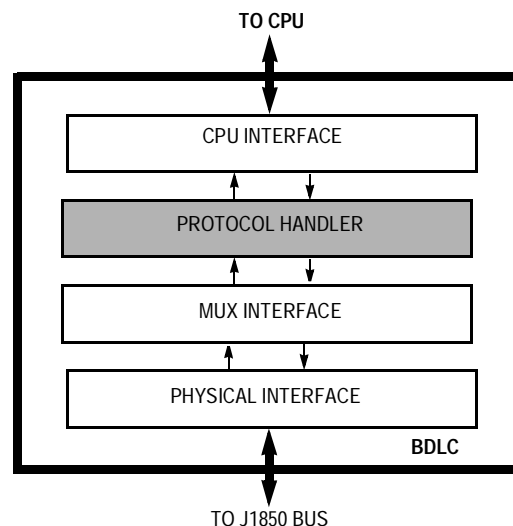 TO CPU
CPU INTERFACE
PROTOCOL HANDLER
MUX INTERFACE
PHYSICAL INTERFACE
BDLC
TO J1850 BUS